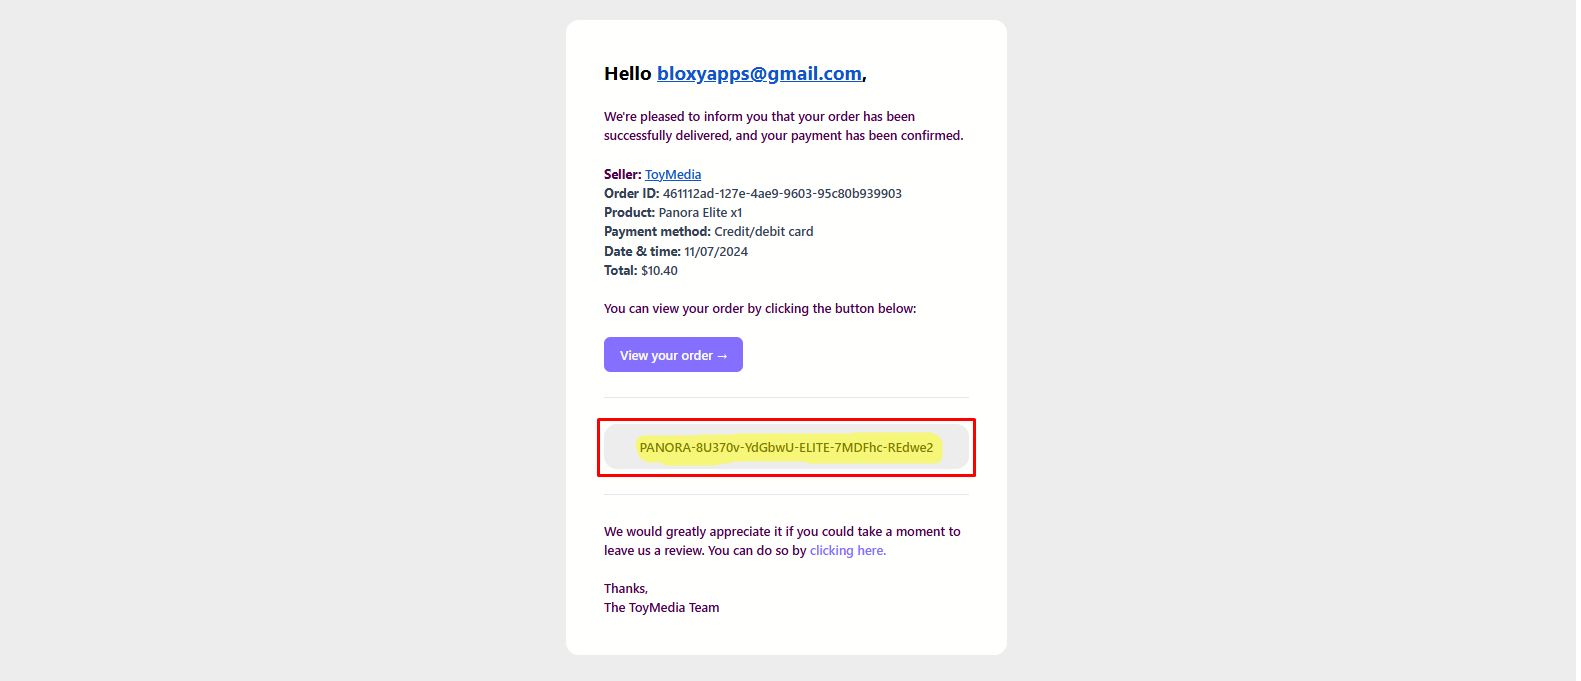 Hello bloxyapps@gmail.com,
We're pleased to inform you that your order has been
successfully delivered, and your payment has been confirmed.
Seller: ToyMedia
Order ID: 461112ad-127e-4ae9-9603-95c80b939903
Product: Panora Elite x1
Payment method: Credit/debit card
Date & time: 11/07/2024
Total: $10.40
You can view your order by clicking the button below:
View your order →
PANORA-8U370v-YdGbwU-ELITE-7MDFhc-REdwe2
We would greatly appreciate it if you could take a moment to
leave us a review. You can do so by clicking here.
Thanks,
The ToyMedia Team